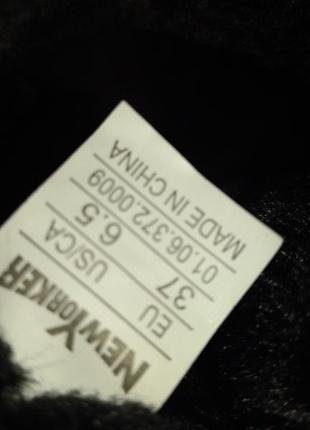 NEWYORKER
EU US/CA
37 6.5
01.06.372.0009
MADE IN CHINA